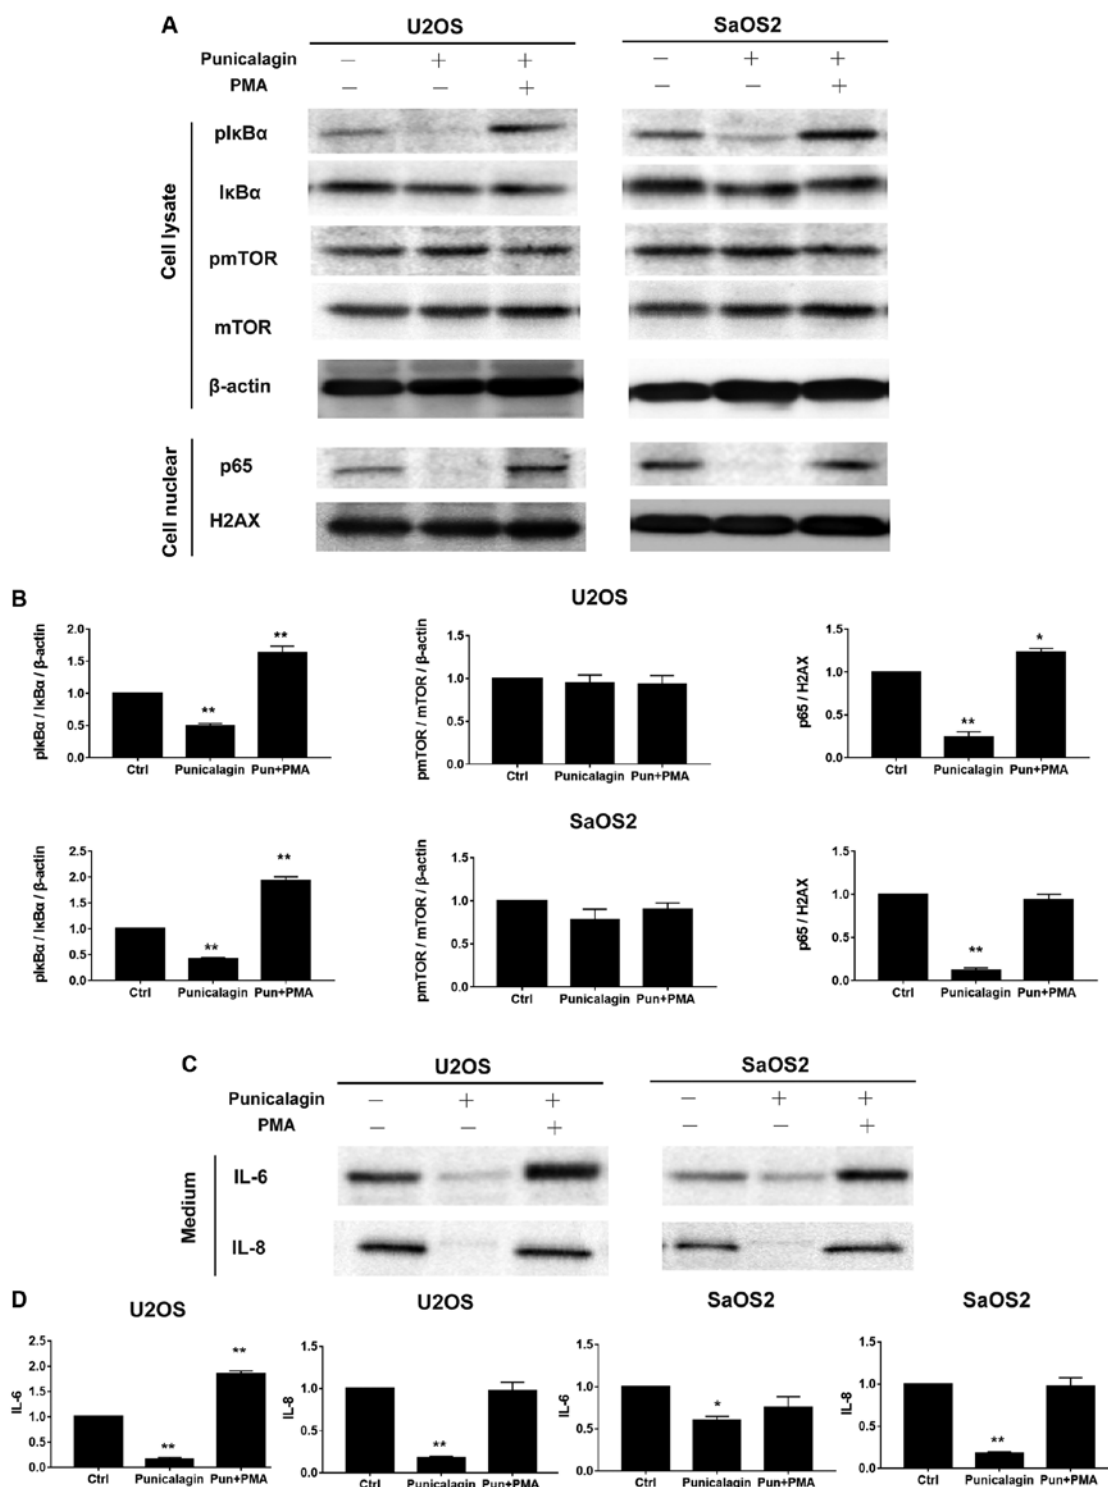 A
U2OS
SaOS2
Punicalagin − + + − + +
PMA − − + − − +
Cell lysate
pIκBα
IκBα
pmTOR
mTOR
β-actin
Cell nuclear
p65
H2AX
B
U2OS
pIκBα / IκBα / β-actin
2.0
1.5
1.0
0.5
0.0
** **
Ctrl Punicalagin Pun+PMA
pmTOR / mTOR / β-actin
1.5
1.0
0.5
0.0
Ctrl Punicalagin Pun+PMA
p65 / H2AX
1.5
1.0
0.5
0.0
** *
Ctrl Punicalagin Pun+PMA
SaOS2
pIκBα / IκBα / β-actin
2.5
2.0
1.5
1.0
0.5
0.0
** **
Ctrl Punicalagin Pun+PMA
pmTOR / mTOR / β-actin
1.5
1.0
0.5
0.0
Ctrl Punicalagin Pun+PMA
p65 / H2AX
1.5
1.0
0.5
0.0
**
Ctrl Punicalagin Pun+PMA
C
U2OS
SaOS2
Punicalagin − + + − + +
PMA − − + − − +
Medium
IL-6
IL-8
D
U2OS
IL-6
2.5
2.0
1.5
1.0
0.5
0.0
** **
Ctrl Punicalagin Pun+PMA
U2OS
IL-8
1.5
1.0
0.5
0.0
**
Ctrl Punicalagin Pun+PMA
SaOS2
IL-6
1.5
1.0
0.5
0.0
*
Ctrl Punicalagin Pun+PMA
SaOS2
IL-8
1.5
1.0
0.5
0.0
**
Ctrl Punicalagin Pun+PMA